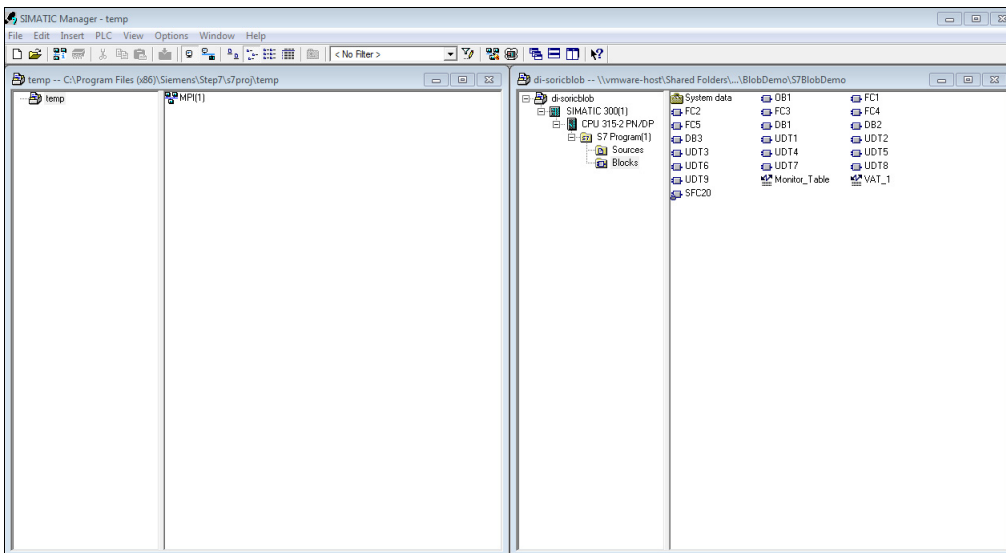 SIMATIC Manager - temp
File Edit Insert PLC View Options Window Help
< No Filter >
temp -- C:\Program Files (x86)\Siemens\Step7\s7proj\temp
temp
MPI(1)
di-soricblob -- \\vmware-host\Shared Folders\...\BlobDemo\S7BlobDemo
di-soricblob
SIMATIC 300(1)
CPU 315-2 PN/DP
S7 Program(1)
Sources
Blocks
System data OB1 FC1
FC2 FC3 FC4
FC5 DB1 DB2
DB3 UDT1 UDT2
UDT3 UDT4 UDT5
UDT6 UDT7 UDT8
UDT9 Monitor_Table VAT_1
SFC20